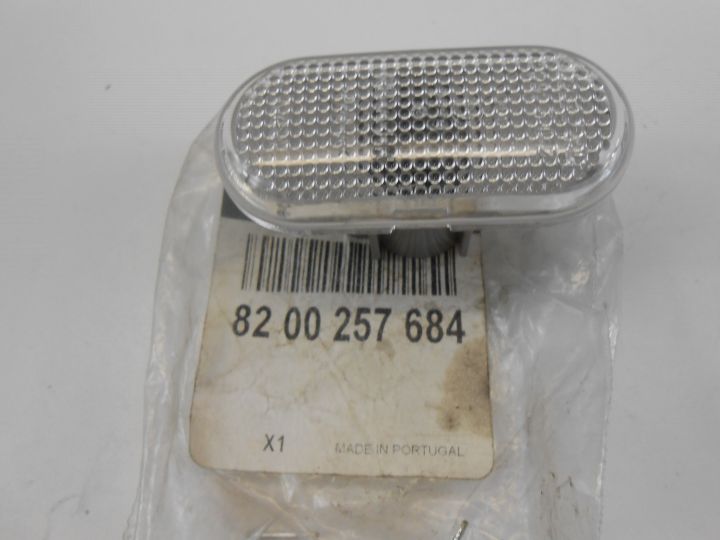 82 00 257 684
X1
MADE IN PORTUGAL